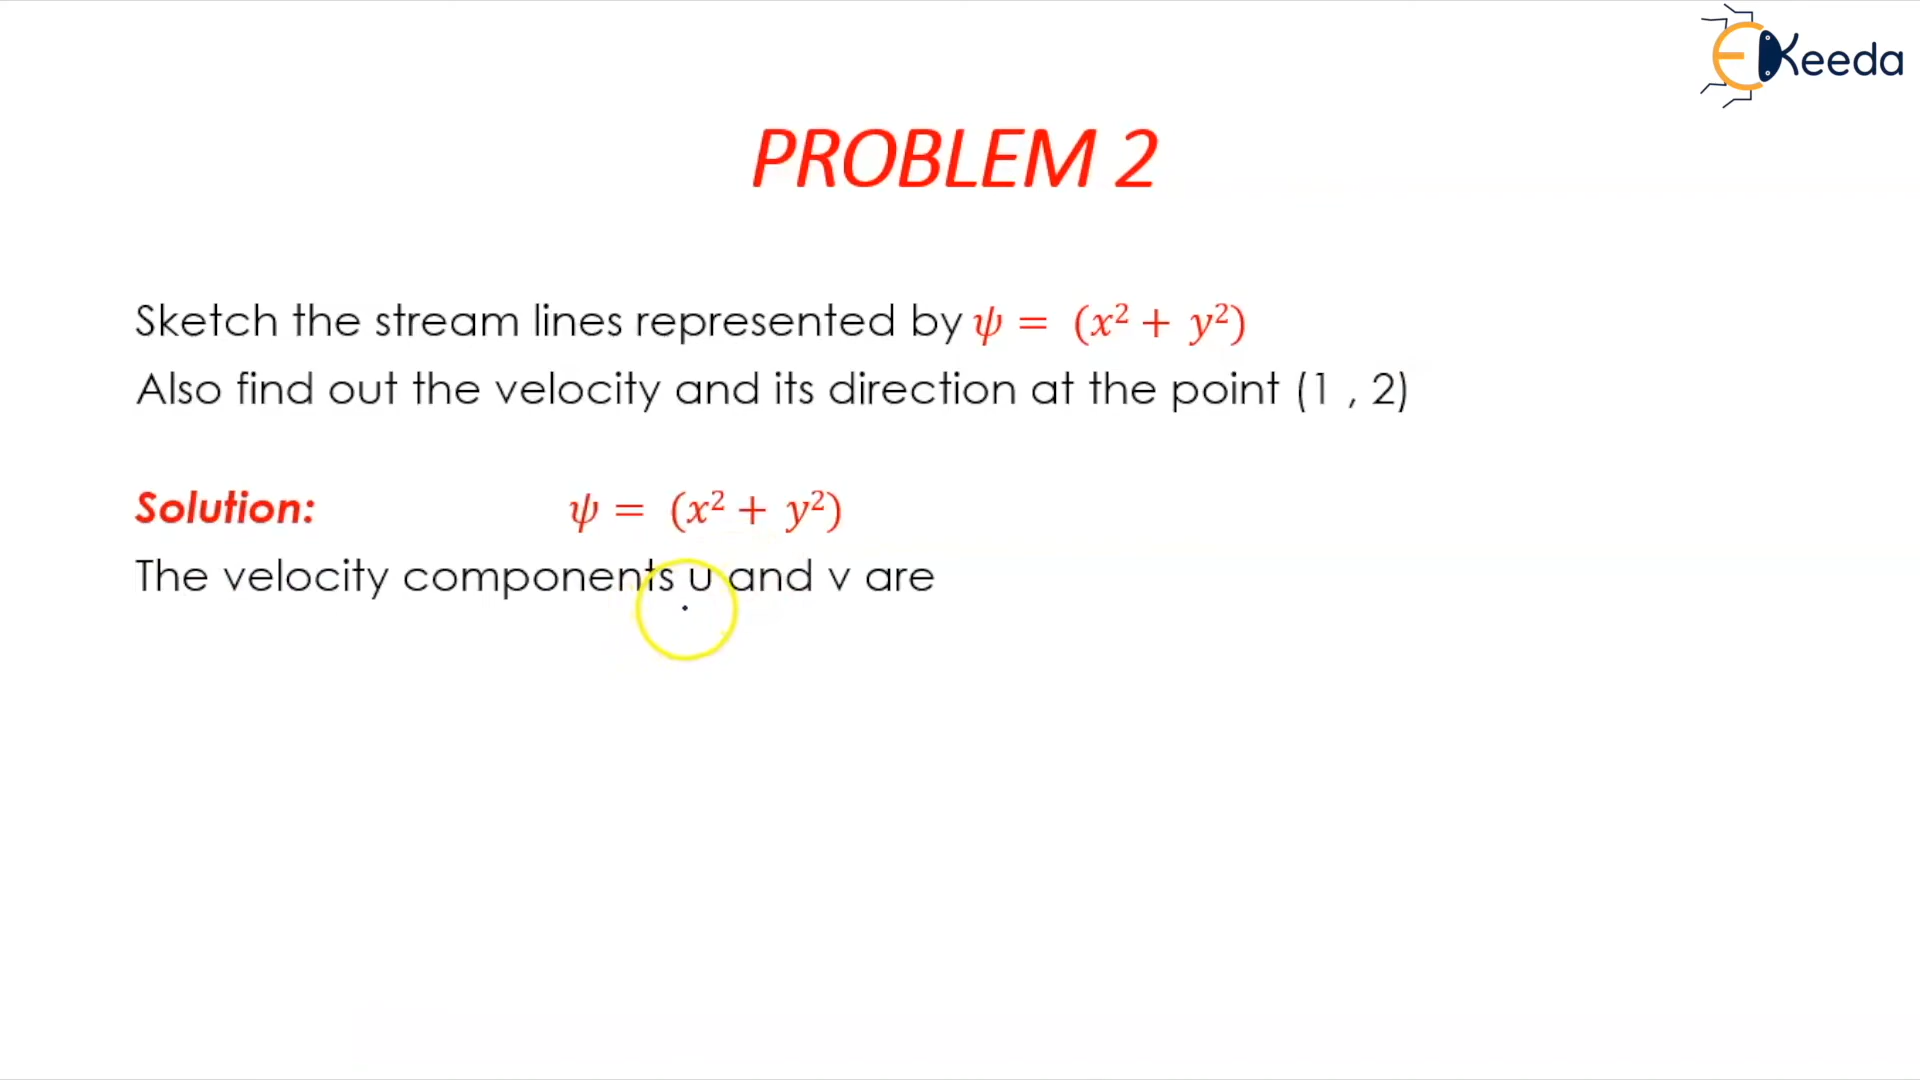 Keeda
PROBLEM 2
Sketch the stream lines represented by ψ = (x² + y²)
Also find out the velocity and its direction at the point (1 , 2)
Solution: ψ = (x² + y²)
The velocity components u and v are